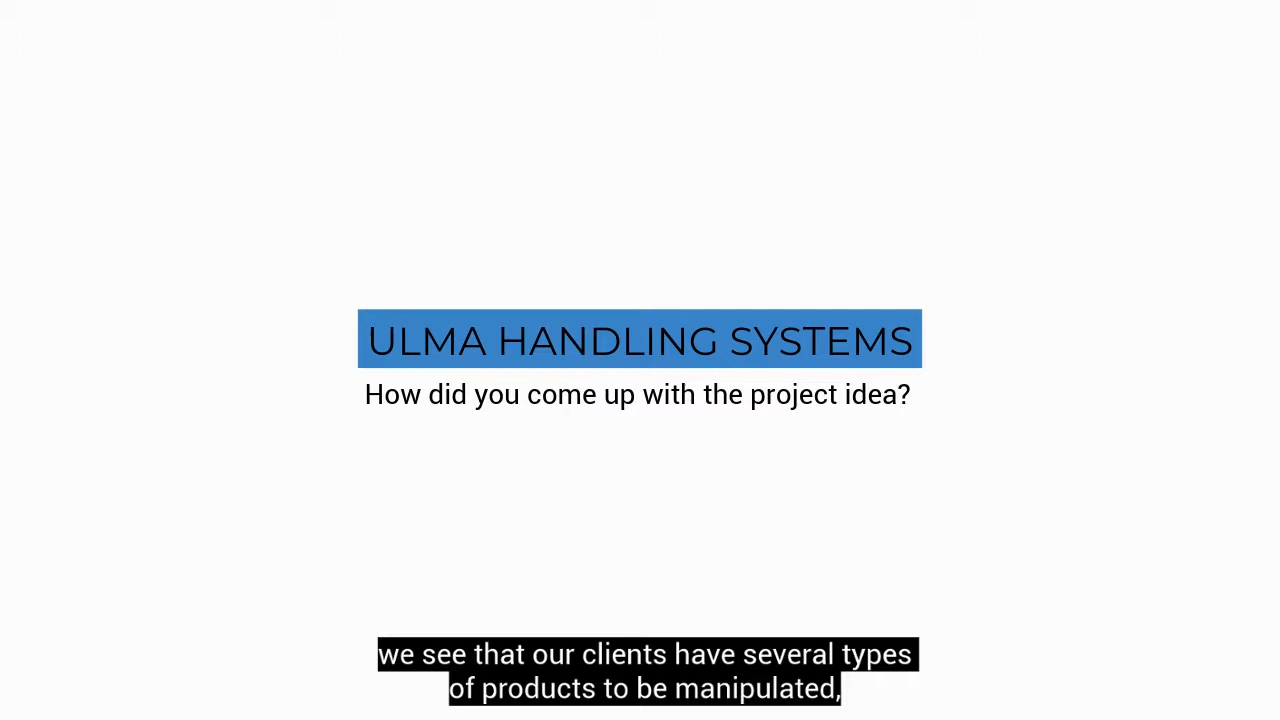 ULMA HANDLING SYSTEMS
How did you come up with the project idea?
we see that our clients have several types
of products to be manipulated,